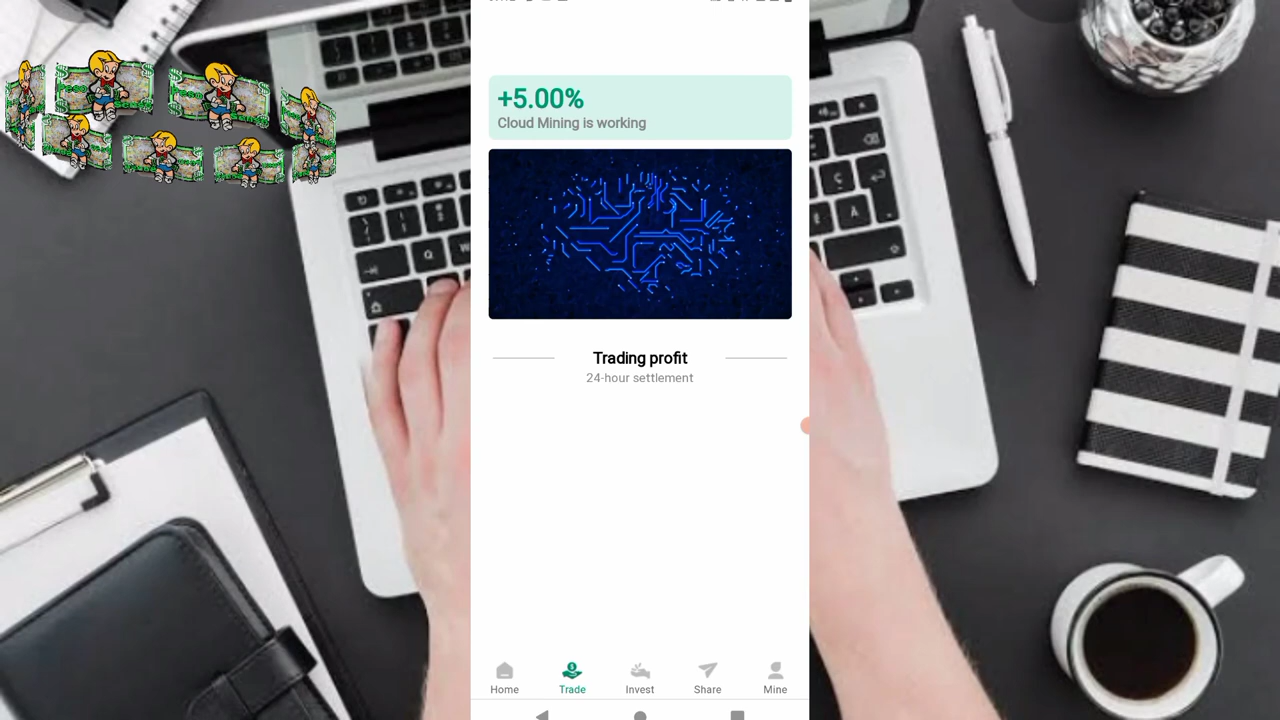 +5.00%
Cloud Mining is working
Trading profit
24-hour settlement
Home
Trade
Invest
Share
Mine
Q